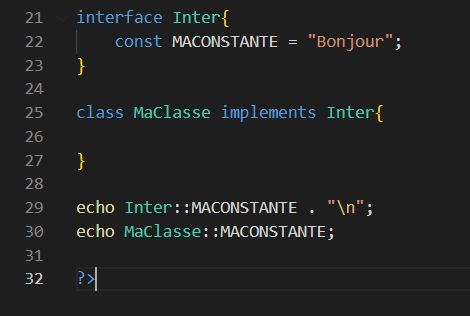 21 interface Inter{
22     const MACONSTANTE = "Bonjour";
23 }
24
25 class MaClasse implements Inter{
26
27 }
28
29 echo Inter::MACONSTANTE . "\n";
30 echo MaClasse::MACONSTANTE;
31
32 ?>